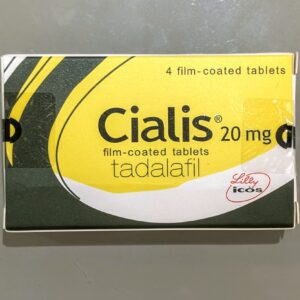 4 film-coated tablets
Cialis® 20 mg
film-coated tablets
tadalafil
Lilly
icos